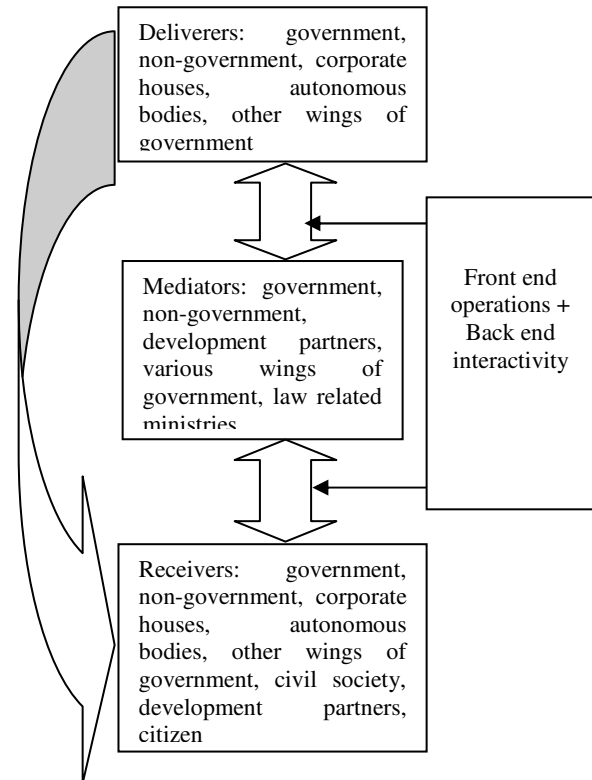 Deliverers: government,
non-government, corporate
houses, autonomous
bodies, other wings of
government
Mediators: government,
non-government,
development partners,
various wings of
government, law related
ministries
Front end
operations +
Back end
interactivity
Receivers: government,
non-government, corporate
houses, autonomous
bodies, other wings of
government, civil society,
development partners,
citizen